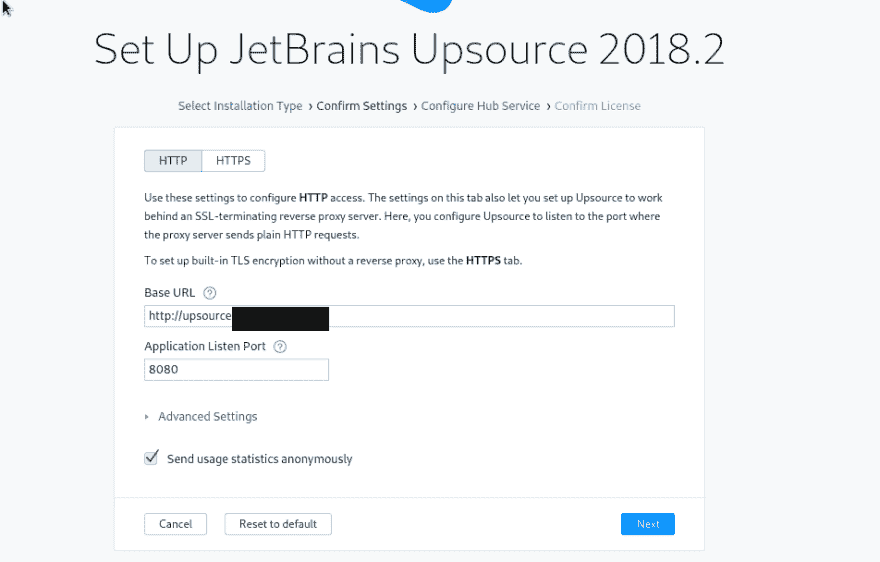 Set Up JetBrains Upsource 2018.2
Select Installation Type › Confirm Settings › Configure Hub Service › Confirm License
HTTP HTTPS
Use these settings to configure HTTP access. The settings on this tab also let you set up Upsource to work
behind an SSL-terminating reverse proxy server. Here, you configure Upsource to listen to the port where
the proxy server sends plain HTTP requests.
To set up built-in TLS encryption without a reverse proxy, use the HTTPS tab.
Base URL ?
http://upsource
Application Listen Port ?
8080
Advanced Settings
Send usage statistics anonymously
Cancel Reset to default Next